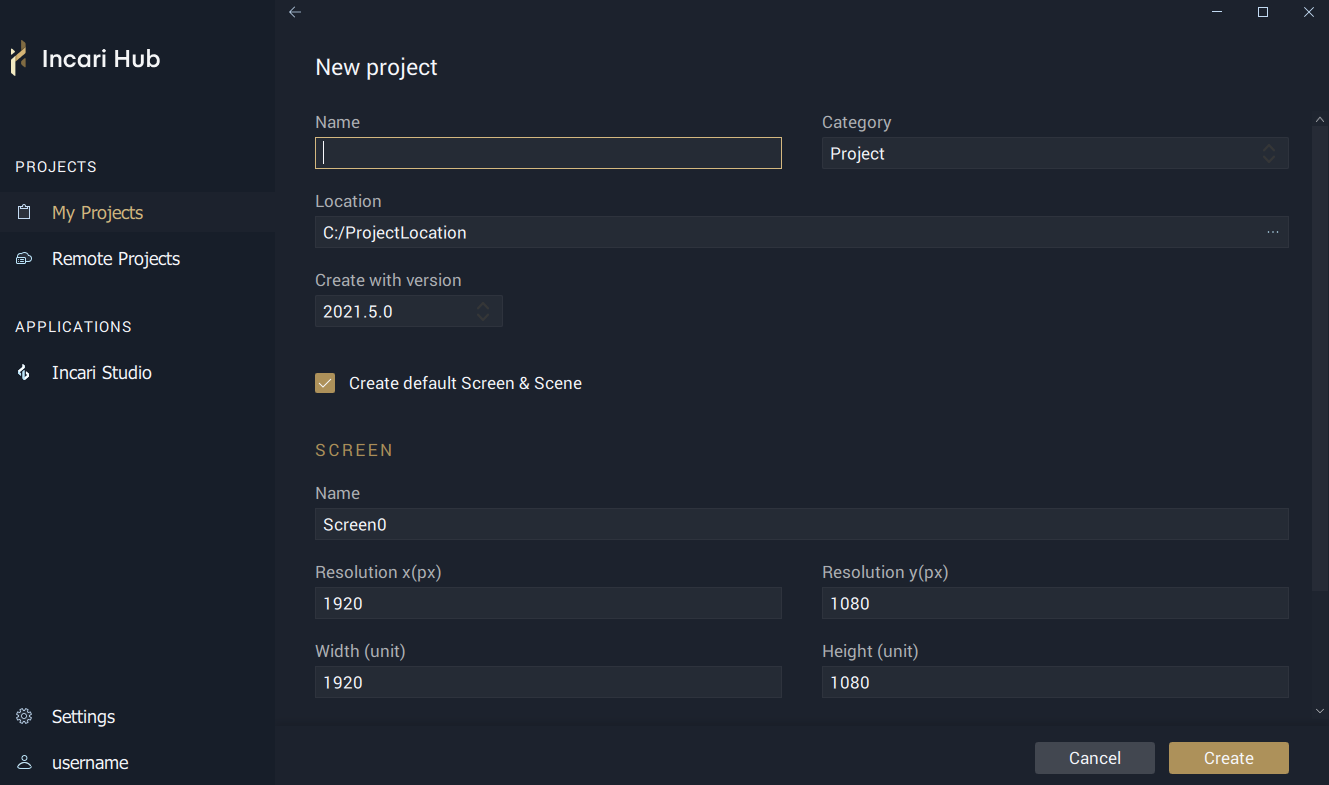 Incari Hub
PROJECTS
My Projects
Remote Projects
APPLICATIONS
Incari Studio
Settings
username
New project
Name
Category
Project
Location
C:/ProjectLocation
...
Create with version
2021.5.0
Create default Screen & Scene
SCREEN
Name
Screen0
Resolution x(px)
Resolution y(px)
1920
1080
Width (unit)
Height (unit)
1920
1080
Cancel
Create